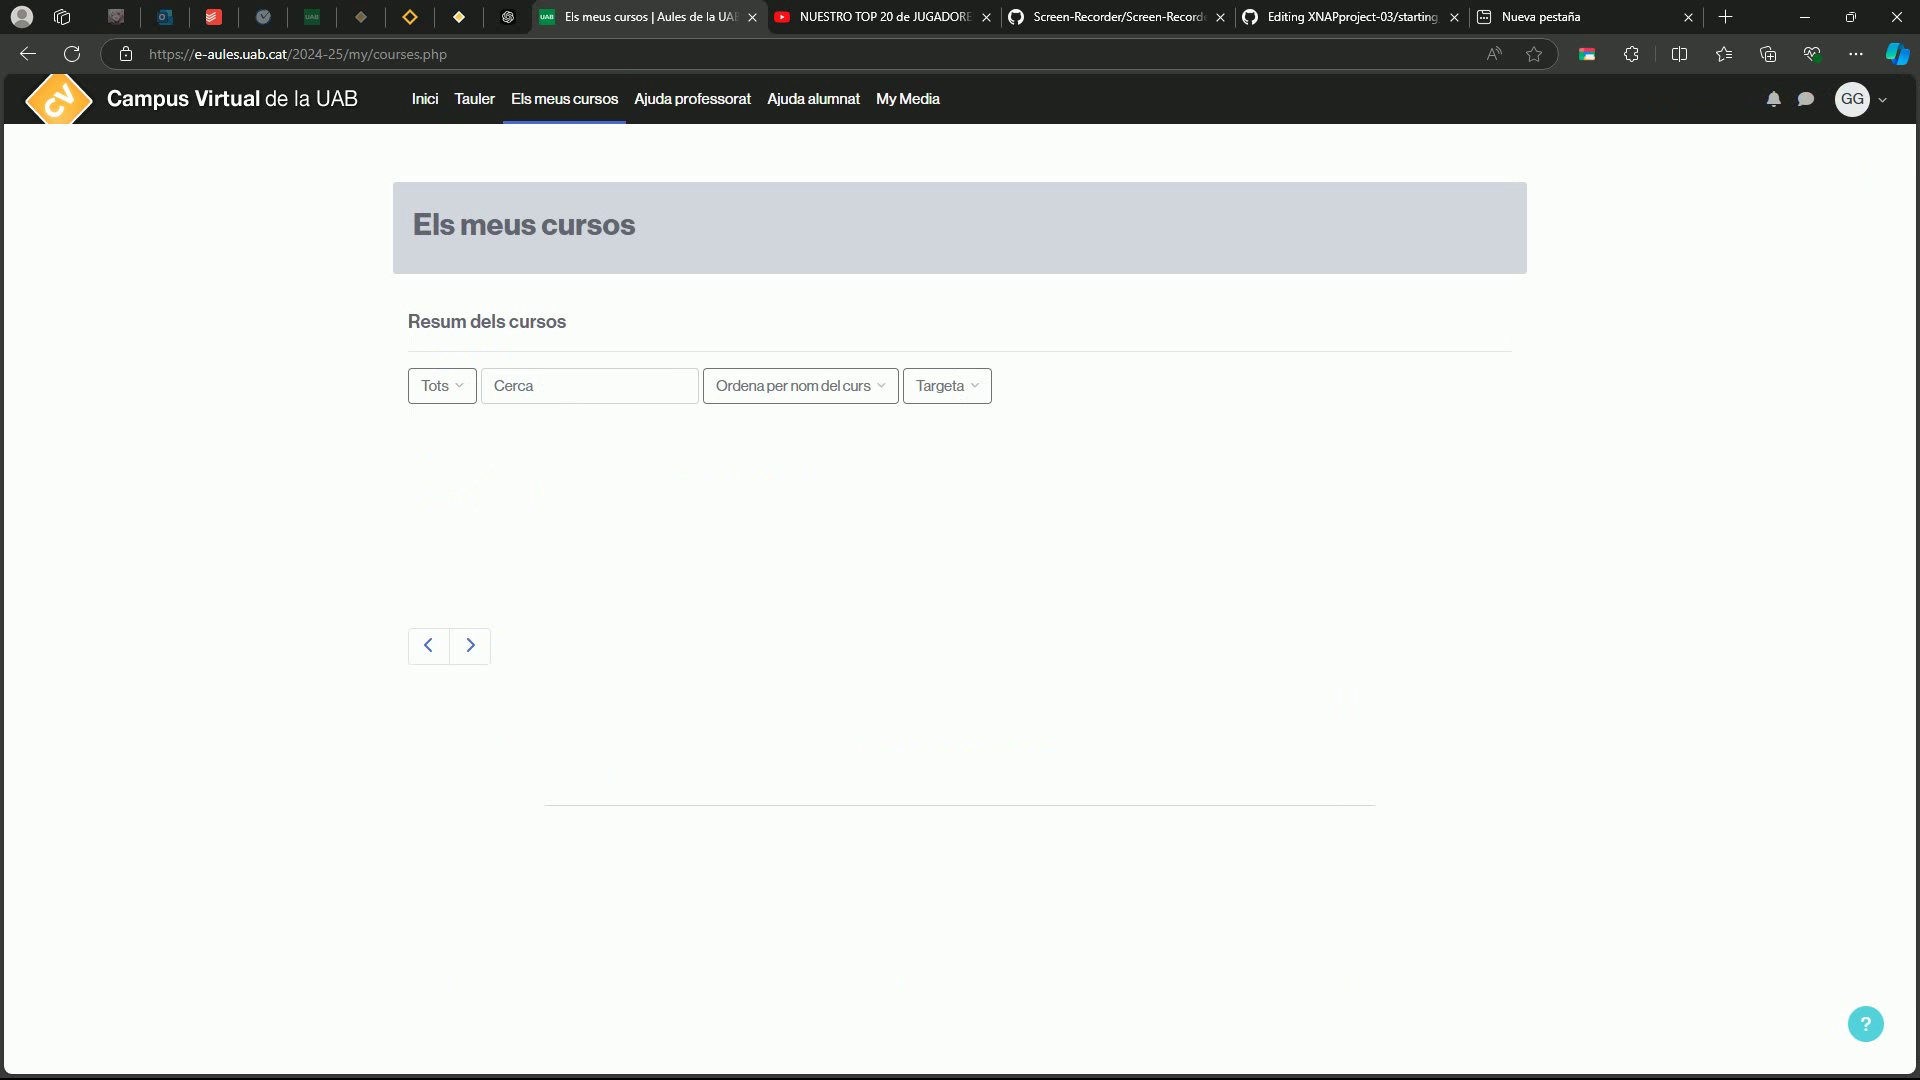 Els meus cursos | Aules de la UAB
NUESTRO TOP 20 de JUGADORE
Screen-Recorder/Screen-Record
Editing XNAPproject-03/starting
Nueva pestaña
https://e-aules.uab.cat/2024-25/my/courses.php
CV
Campus Virtual de la UAB
Inici
Tauler
Els meus cursos
Ajuda professorat
Ajuda alumnat
My Media
GG
Els meus cursos
Resum dels cursos
Tots
Cerca
Ordena per nom del curs
Targeta
?